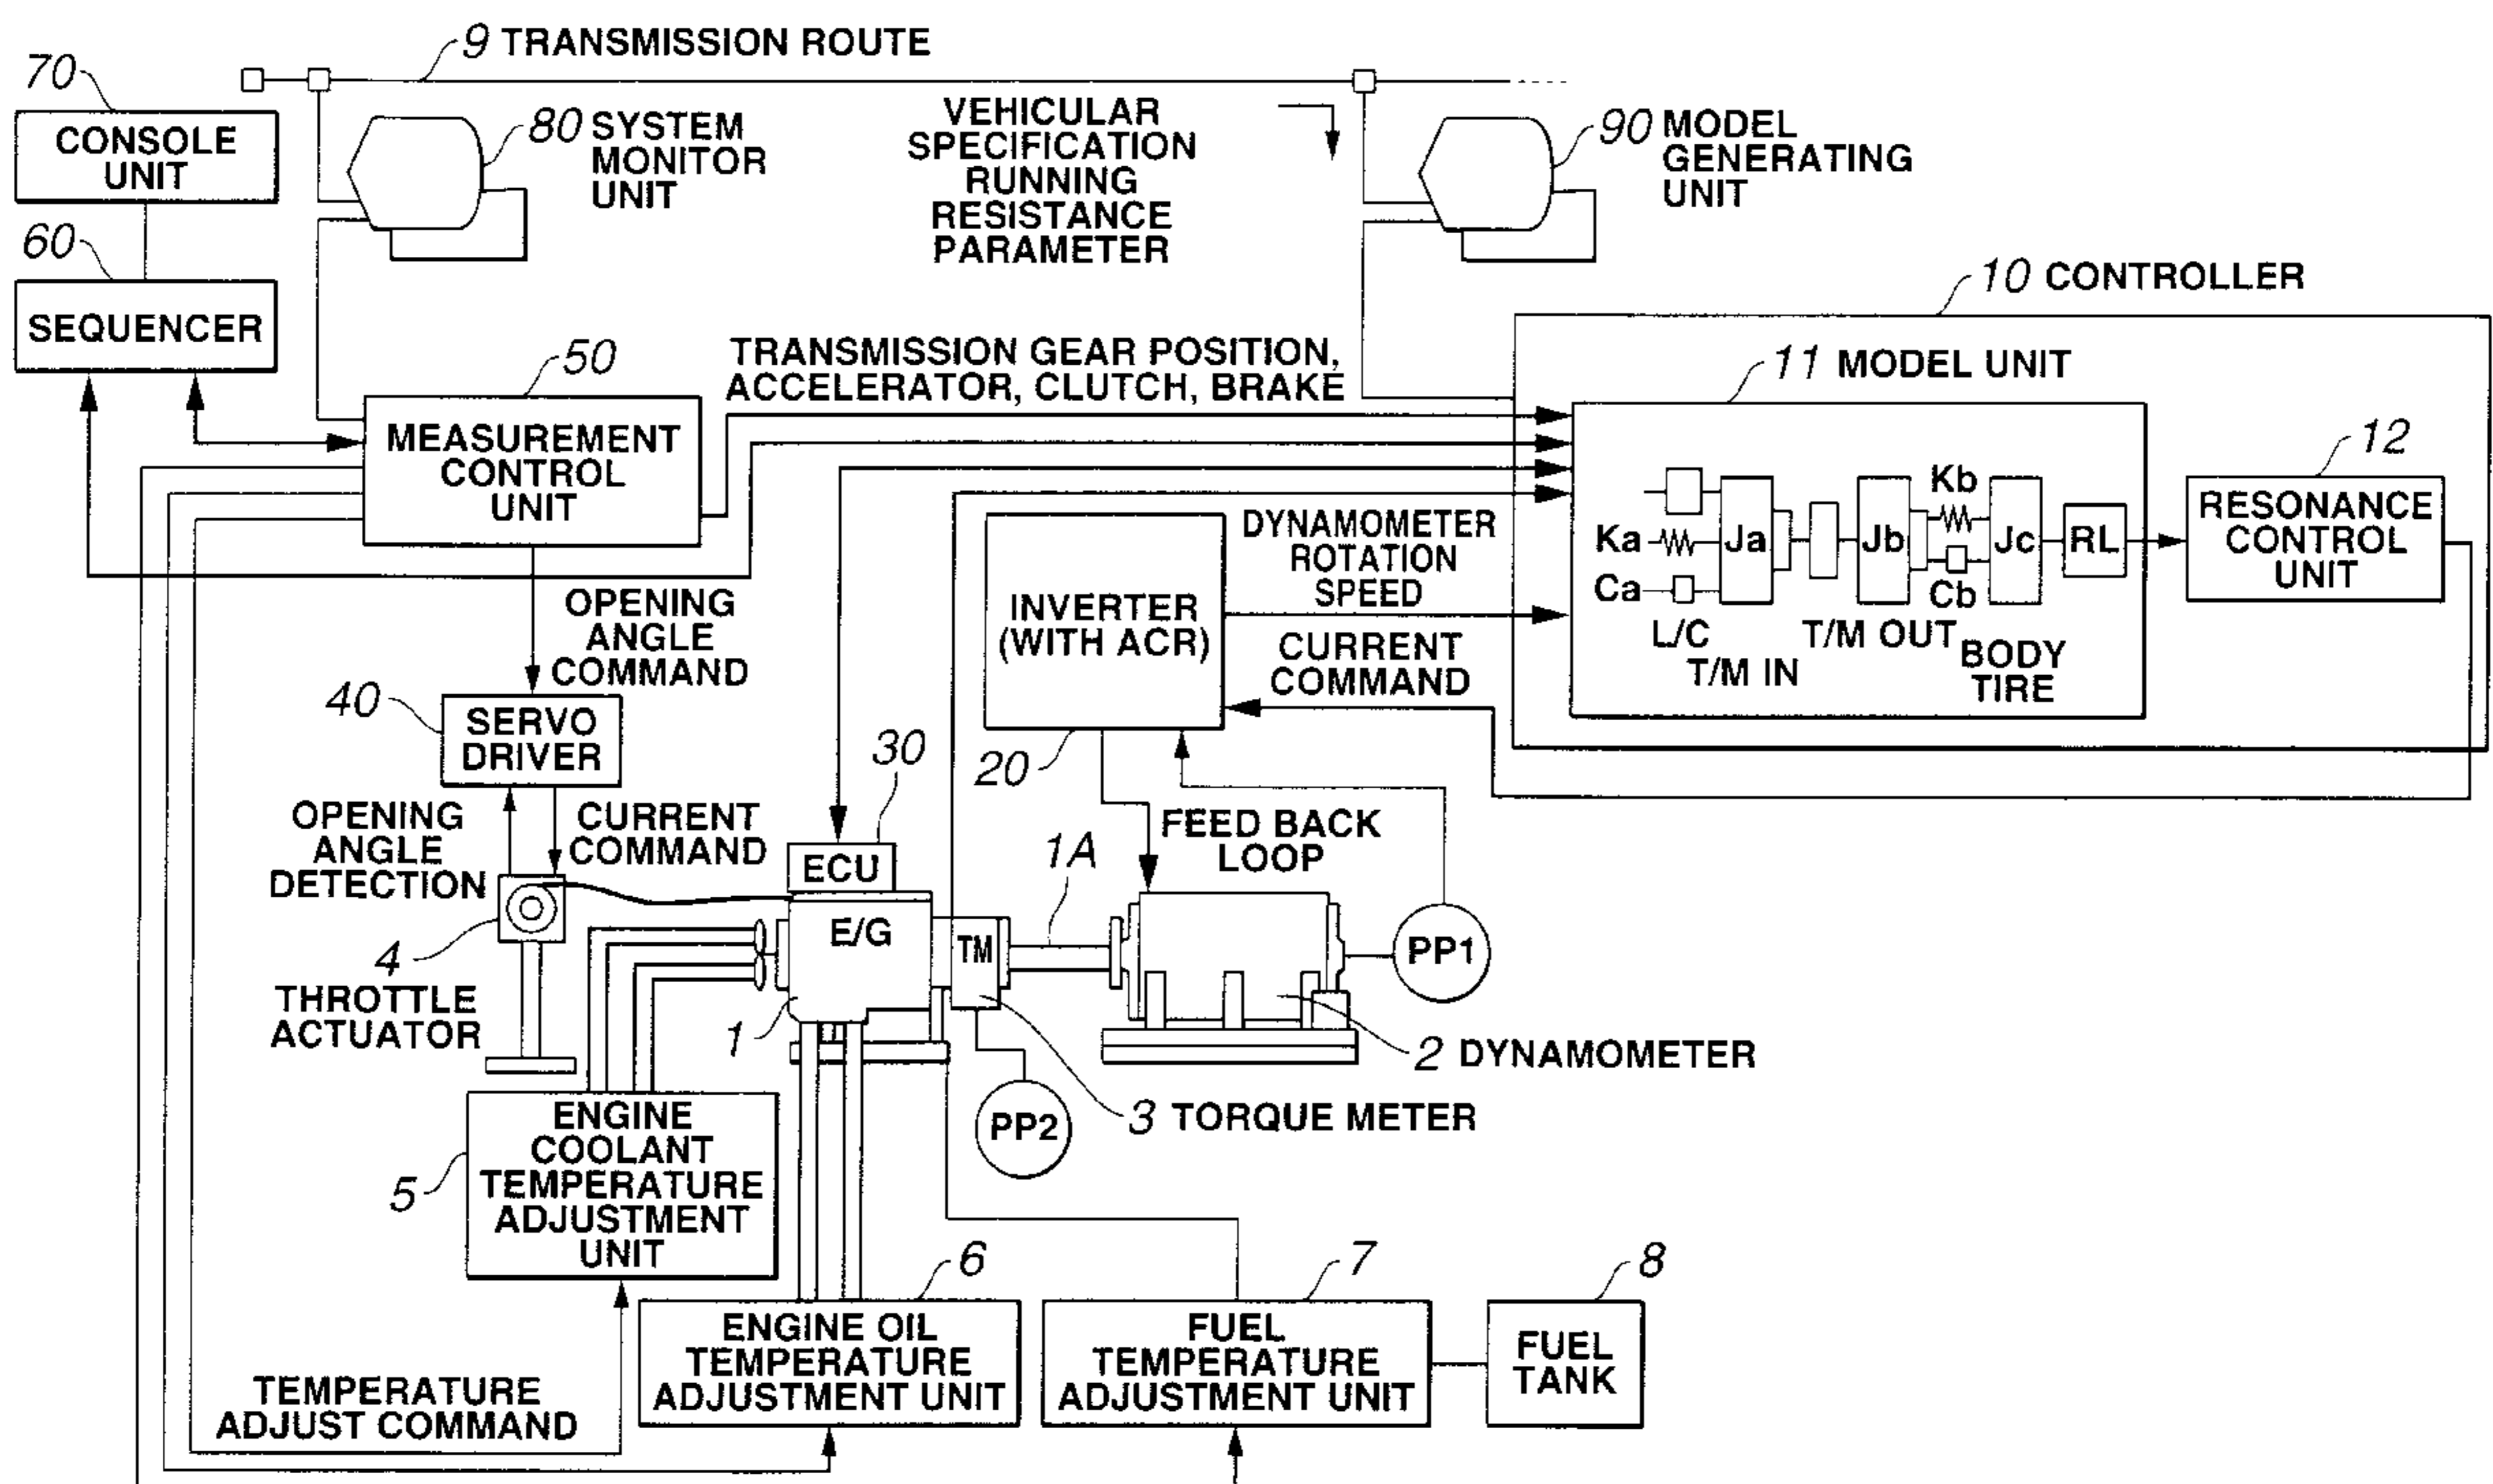 9 TRANSMISSION ROUTE
70
CONSOLE
UNIT
80 SYSTEM
MONITOR
UNIT
VEHICULAR
SPECIFICATION
RUNNING
RESISTANCE
PARAMETER
90 MODEL
GENERATING
UNIT
60
SEQUENCER
10 CONTROLLER
50
MEASUREMENT
CONTROL
UNIT
TRANSMISSION GEAR POSITION,
ACCELERATOR, CLUTCH, BRAKE
11 MODEL UNIT
12
RESONANCE
CONTROL
UNIT
Ka
Ca
Ja
Jb
Kb
Cb
Jc
RL
L/C
T/M IN
T/M OUT
BODY
TIRE
DYNAMOMETER
ROTATION
SPEED
INVERTER
(WITH ACR)
CURRENT
COMMAND
20
OPENING
ANGLE
COMMAND
40
SERVO
DRIVER
30
OPENING
ANGLE
DETECTION
CURRENT
COMMAND
ECU
FEED BACK
LOOP
1A
E/G
TM
PP1
4
THROTTLE
ACTUATOR
1
2 DYNAMOMETER
PP2
3 TORQUE METER
5
ENGINE
COOLANT
TEMPERATURE
ADJUSTMENT
UNIT
6
ENGINE OIL
TEMPERATURE
ADJUSTMENT UNIT
7
FUEL
TEMPERATURE
ADJUSTMENT UNIT
8
FUEL
TANK
TEMPERATURE
ADJUST COMMAND